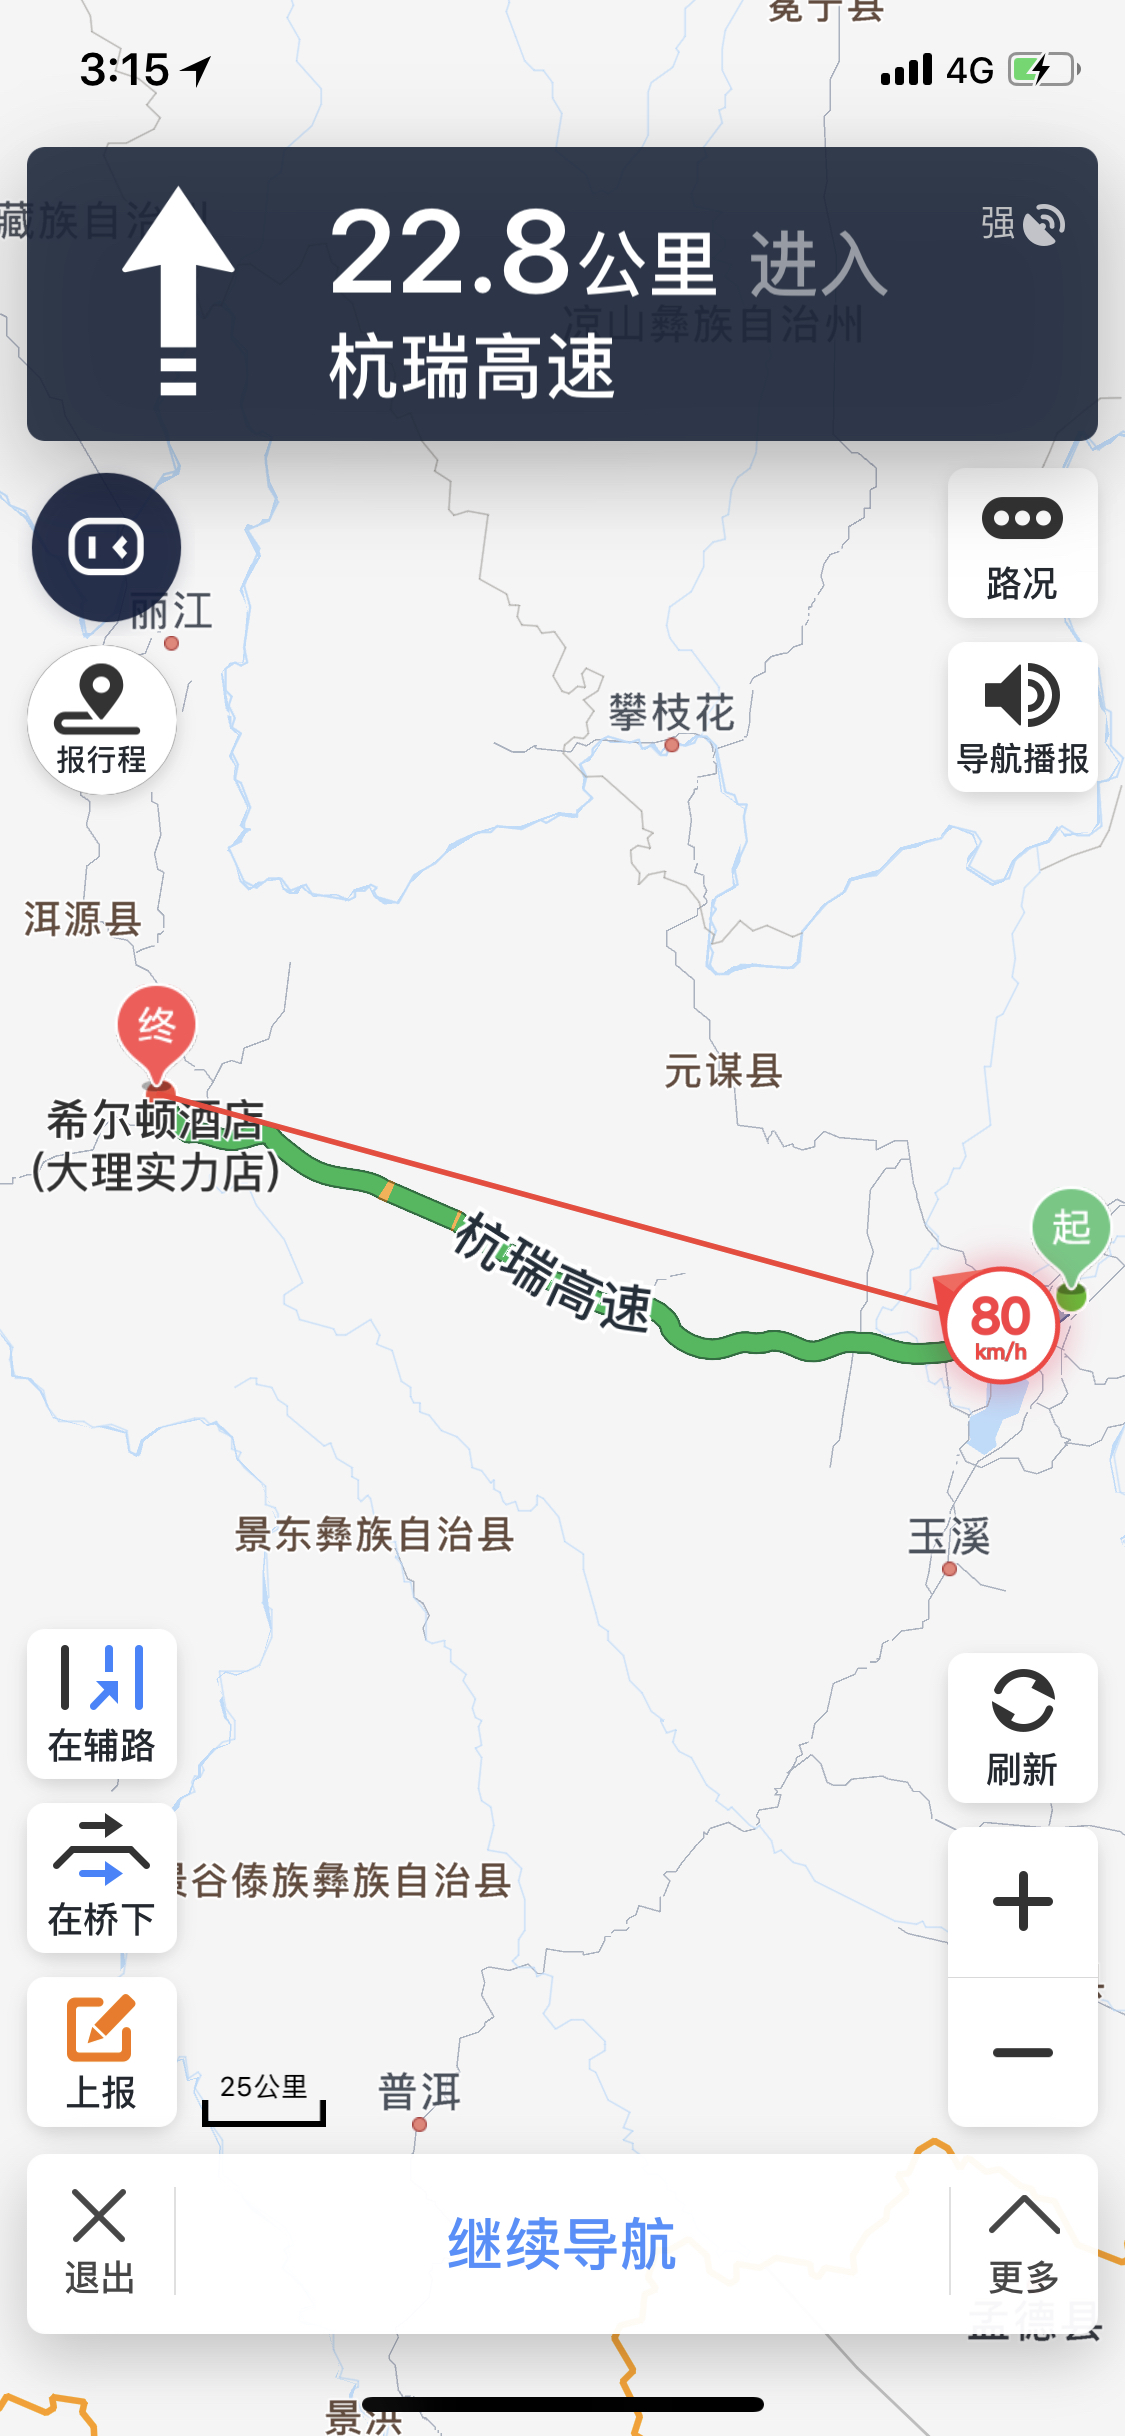 冕宁县
3:15
4G
藏族自治州
22.8公里 进入
强
凉山彝族自治州
杭瑞高速
路况
丽江
报行程
攀枝花
导航播报
洱源县
终
元谋县
希尔顿酒店
(大理实力店)
起
杭瑞高速
80
km/h
景东彝族自治县
玉溪
在辅路
刷新
在桥下
景谷傣族彝族自治县
上报
25公里
普洱
继续导航
退出
更多
孟德县
景洪